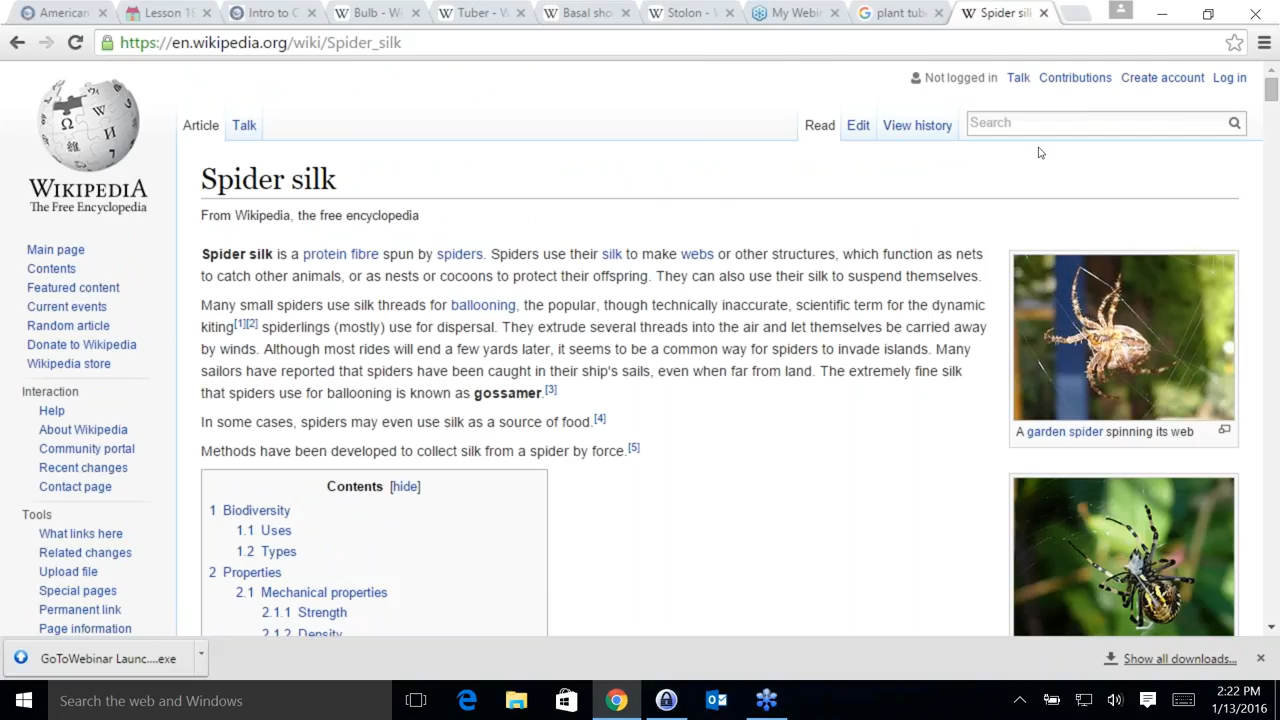 American
Lesson 18
Intro to C
Bulb - Wi
Tuber - W
Basal sho
Stolon - V
My Webir
plant tub
Spider sil
https://en.wikipedia.org/wiki/Spider_silk
Not logged in Talk Contributions Create account Log in
Article Talk Read Edit View history Search
WIKIPEDIA
The Free Encyclopedia
Main page
Contents
Featured content
Current events
Random article
Donate to Wikipedia
Wikipedia store
Interaction
Help
About Wikipedia
Community portal
Recent changes
Contact page
Tools
What links here
Related changes
Upload file
Special pages
Permanent link
Page information
Spider silk
From Wikipedia, the free encyclopedia
Spider silk is a protein fibre spun by spiders. Spiders use their silk to make webs or other structures, which function as nets
to catch other animals, or as nests or cocoons to protect their offspring. They can also use their silk to suspend themselves.
Many small spiders use silk threads for ballooning, the popular, though technically inaccurate, scientific term for the dynamic
kiting[1][2] spiderlings (mostly) use for dispersal. They extrude several threads into the air and let themselves be carried away
by winds. Although most rides will end a few yards later, it seems to be a common way for spiders to invade islands. Many
sailors have reported that spiders have been caught in their ship's sails, even when far from land. The extremely fine silk
that spiders use for ballooning is known as gossamer.[3]
In some cases, spiders may even use silk as a source of food.[4]
Methods have been developed to collect silk from a spider by force.[5]
Contents [hide]
1 Biodiversity
1.1 Uses
1.2 Types
2 Properties
2.1 Mechanical properties
2.1.1 Strength
2.1.2 Density
A garden spider spinning its web
GoToWebinar Launc....exe
Show all downloads...
Search the web and Windows
2:22 PM
1/13/2016